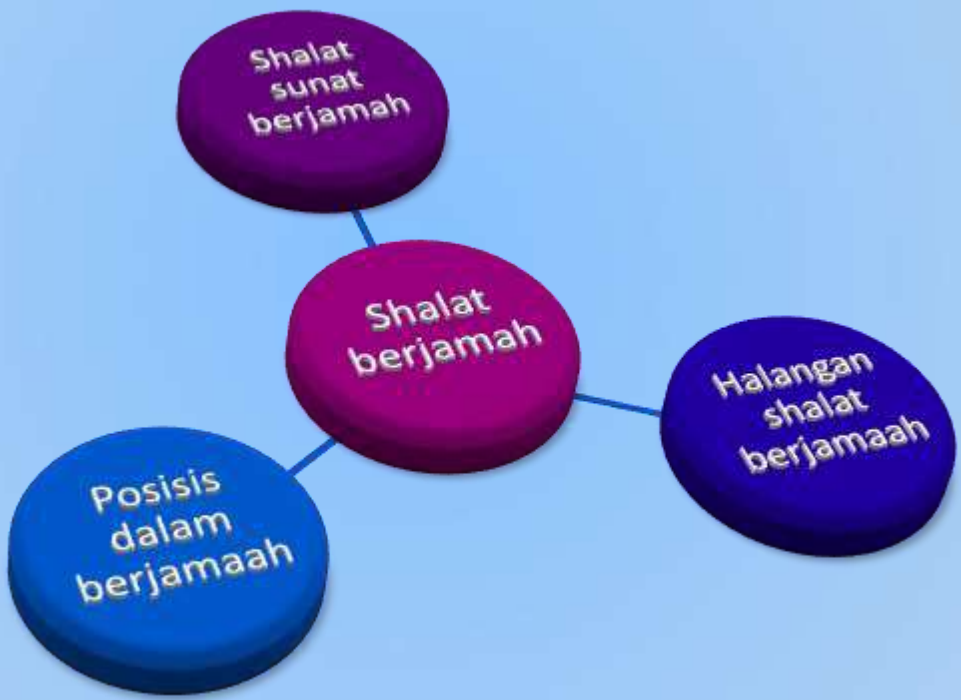 Shalat
sunat
berjamah
Shalat
berjamah
Halangan
shalat
berjamaah
Posisis
dalam
berjamaah